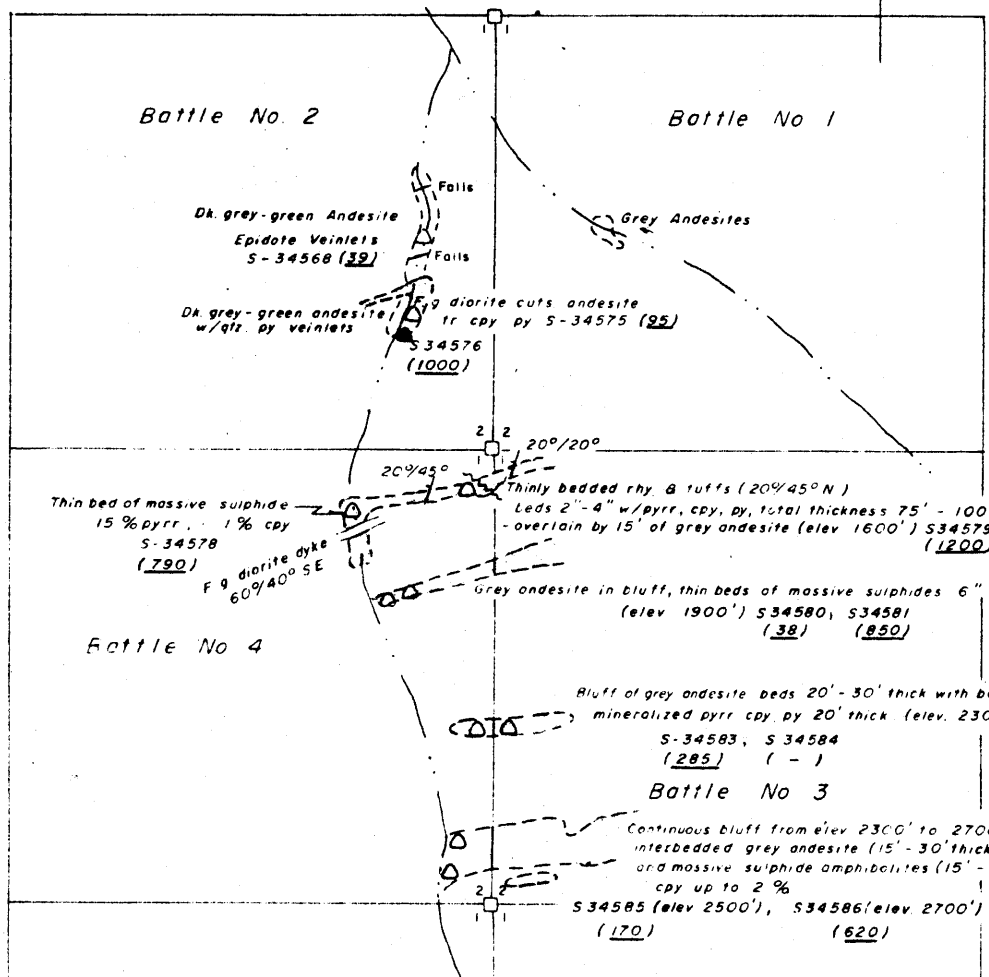 Battle No. 2
Battle No 1
Falls
Dk. grey-green Andesite
Epidote Veinlets
S-34568 (39)
Falls
Grey Andesites
Dk. grey-green andesite
w/qtz. py veinlets
F g diorite cuts andesite
tr cpy py S-34575 (95)
S 34576
(1000)
2 2
20°/20°
20°/45°
Thin bed of massive sulphide
15 % pyrr, 1 % cpy
S-34578
(790)
F g diorite dyke
60°/40° SE
Thinly bedded rhy. & tuffs (20°/45° N)
beds 2"-4" w/pyrr, cpy, py, total thickness 75' - 100
- overlain by 15' of grey andesite (elev 1600') S34579
(1200)
Grey andesite in bluff, thin beds of massive sulphides 6"
(elev 1900') S 34580, S34581
(38) (850)
Battle No 4
Bluff of grey andesite beds 20'-30' thick with b
mineralized pyrr cpy py 20' thick (elev. 230
S-34583, S 34584
(285) ( - )
Battle No 3
Continuous bluff from elev 2300' to 2700
interbedded grey andesite (15'-30' thick
and massive sulphide amphibolites (15' -
cpy up to 2 %
2 2
S 34585 (elev 2500'), S34586 (elev. 2700')
(170) (620)